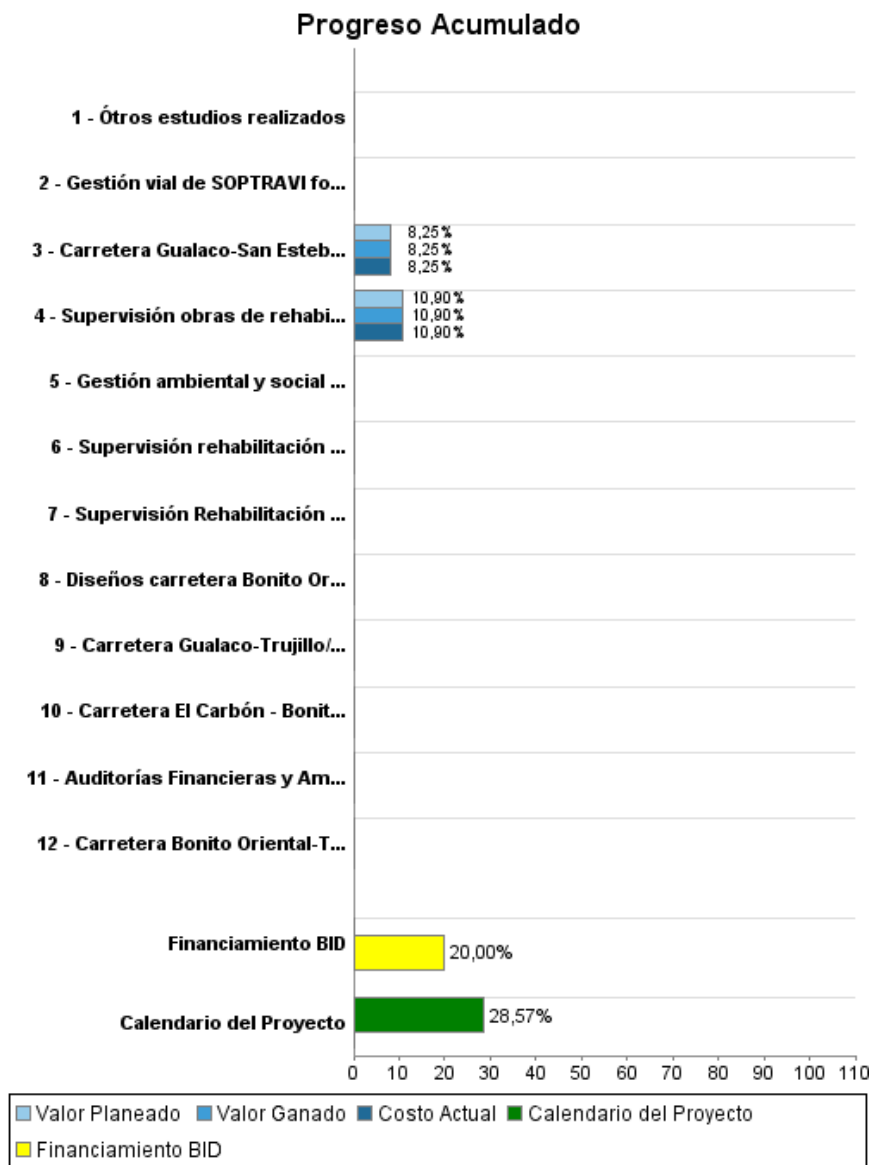 Progreso Acumulado
1 - Ótros estudios realizados
2 - Gestión vial de SOPTRAVI fo...
8,25%
3 - Carretera Gualaco-San Esteb...
8,25%
8,25%
10,90%
4 - Supervisión obras de rehabi...
10,90%
10,90%
5 - Gestión ambiental y social ...
6 - Supervisión rehabilitación ...
7 - Supervisión Rehabilitación ...
8 - Diseños carretera Bonito Or...
9 - Carretera Gualaco-Trujillo/...
10 - Carretera El Carbón - Bonit...
11 - Auditorías Financieras y Am...
12 - Carretera Bonito Oriental-T...
Financiamiento BID 20,00%
Calendario del Proyecto 28,57%
0 10 20 30 40 50 60 70 80 90 100 110
Valor Planeado Valor Ganado Costo Actual Calendario del Proyecto
Financiamiento BID